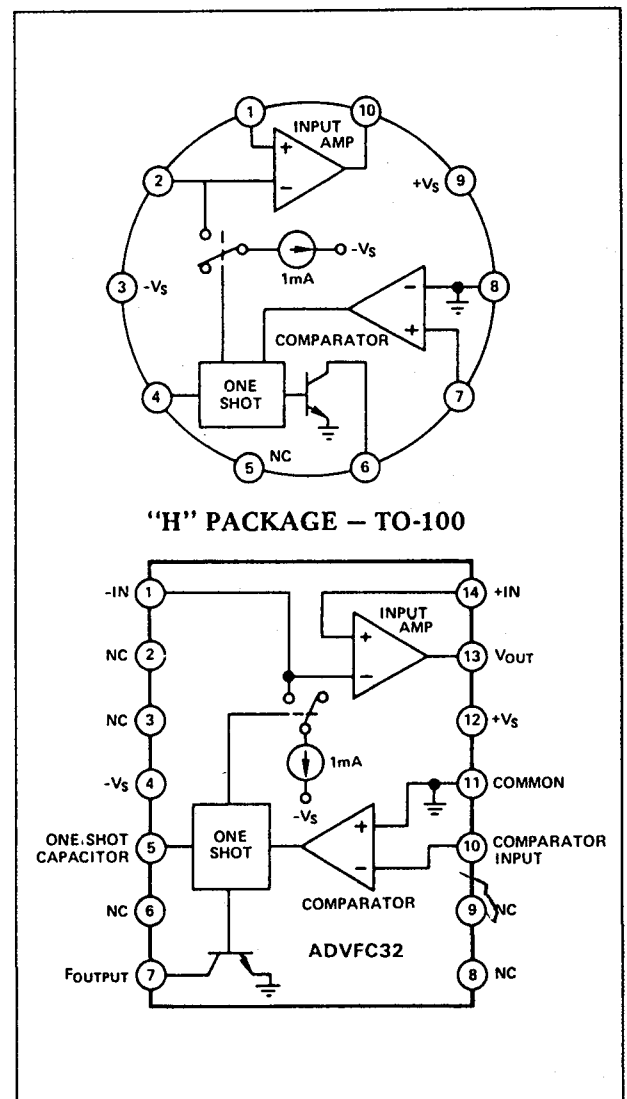 1
10
INPUT
AMP
+
−
2
9
+VS
−VS
1mA
3
−VS
−
8
COMPARATOR
+
7
4
ONE
SHOT
5
NC
6
“H” PACKAGE – TO-100
-IN
1
14
+IN
INPUT
AMP
+
−
NC
2
13
VOUT
NC
3
12
+VS
1mA
-VS
4
11
COMMON
−VS
+
ONE.SHOT
CAPACITOR
5
ONE
SHOT
10
COMPARATOR
INPUT
−
COMPARATOR
NC
6
9
NC
ADVFC32
FOUTPUT
7
8
NC